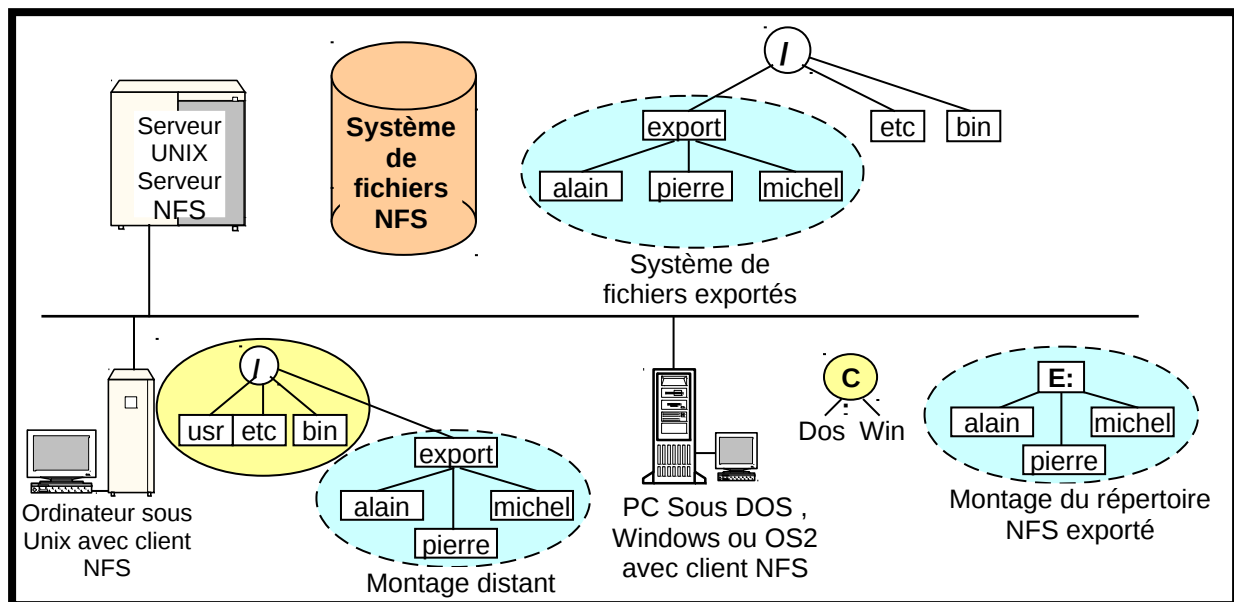 /
Serveur
UNIX
Serveur
NFS
Système
de
fichiers
NFS
export
etc
bin
alain
pierre
michel
Système de
fichiers exportés
/
usr
etc
bin
export
alain
michel
pierre
Ordinateur sous
Unix avec client
NFS
Montage distant
PC Sous DOS ,
Windows ou OS2
avec client NFS
C
Dos Win
E:
alain
michel
pierre
Montage du répertoire
NFS exporté